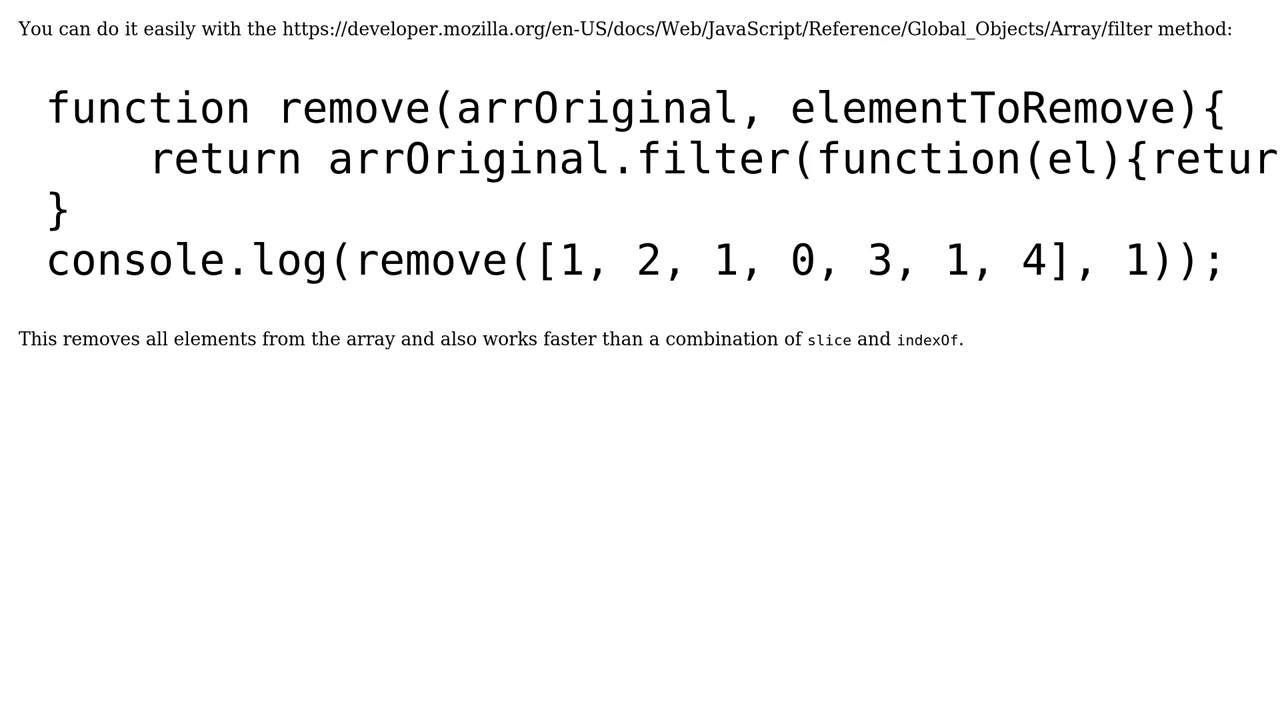 You can do it easily with the https://developer.mozilla.org/en-US/docs/Web/JavaScript/Reference/Global_Objects/Array/filter method:
function remove(arrOriginal, elementToRemove){
    return arrOriginal.filter(function(el){retur
}
console.log(remove([1, 2, 1, 0, 3, 1, 4], 1));
This removes all elements from the array and also works faster than a combination of slice and indexOf.